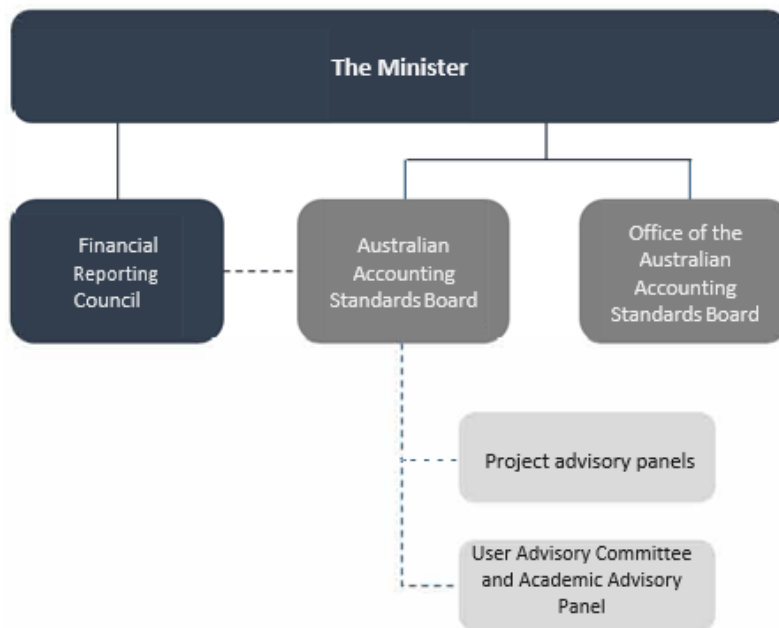 The Minister
Financial
Reporting
Council
Australian
Accounting
Standards Board
Office of the
Australian
Accounting
Standards Board
Project advisory panels
User Advisory Committee
and Academic Advisory
Panel